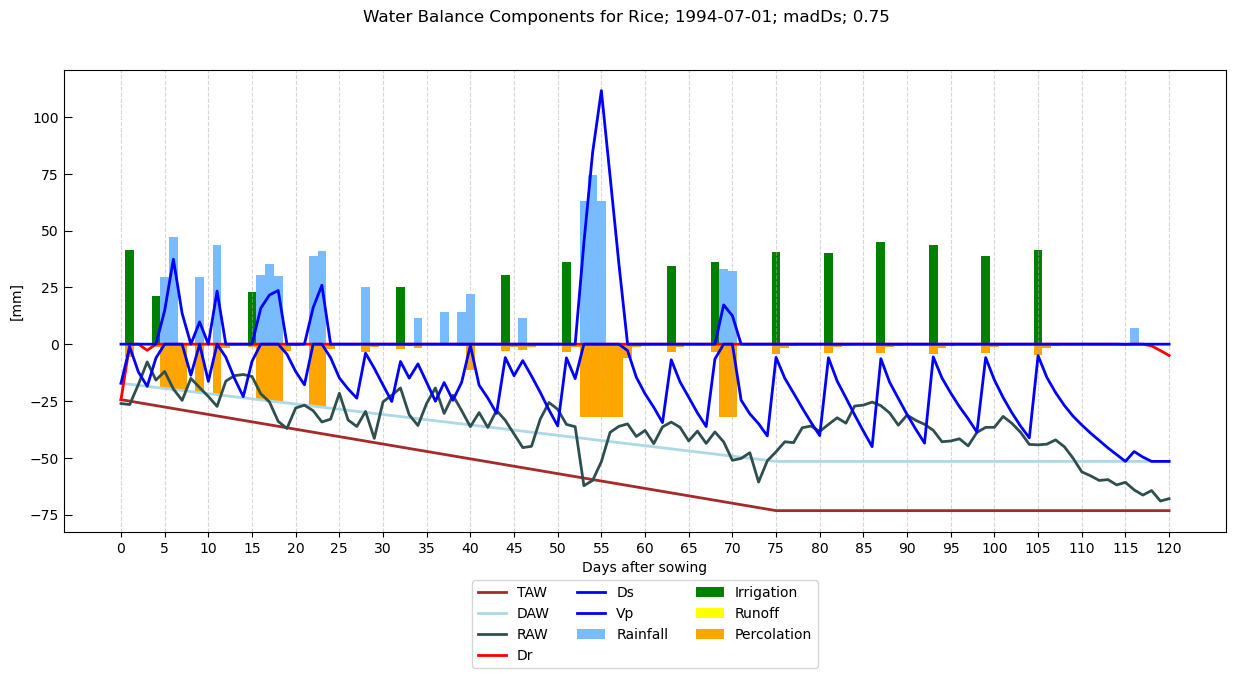 Water Balance Components for Rice; 1994-07-01; madDs; 0.75
[mm]
100
75
50
25
0
−25
−50
−75
0 5 10 15 20 25 30 35 40 45 50 55 60 65 70 75 80 85 90 95 100 105 110 115 120
Days after sowing
TAW
DAW
RAW
Dr
Ds
Vp
Rainfall
Irrigation
Runoff
Percolation